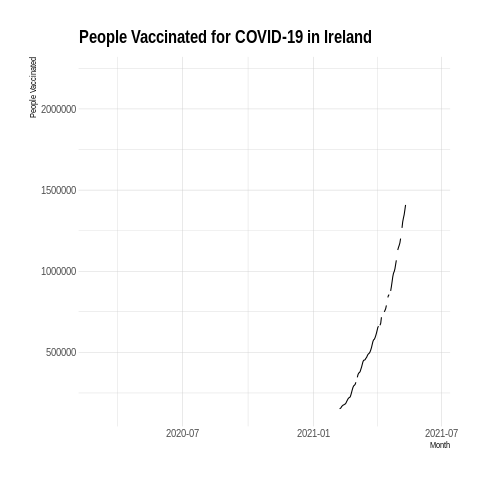 People Vaccinated for COVID-19 in Ireland
People Vaccinated
2000000
1500000
1000000
500000
2020-07
2021-01
2021-07
Month